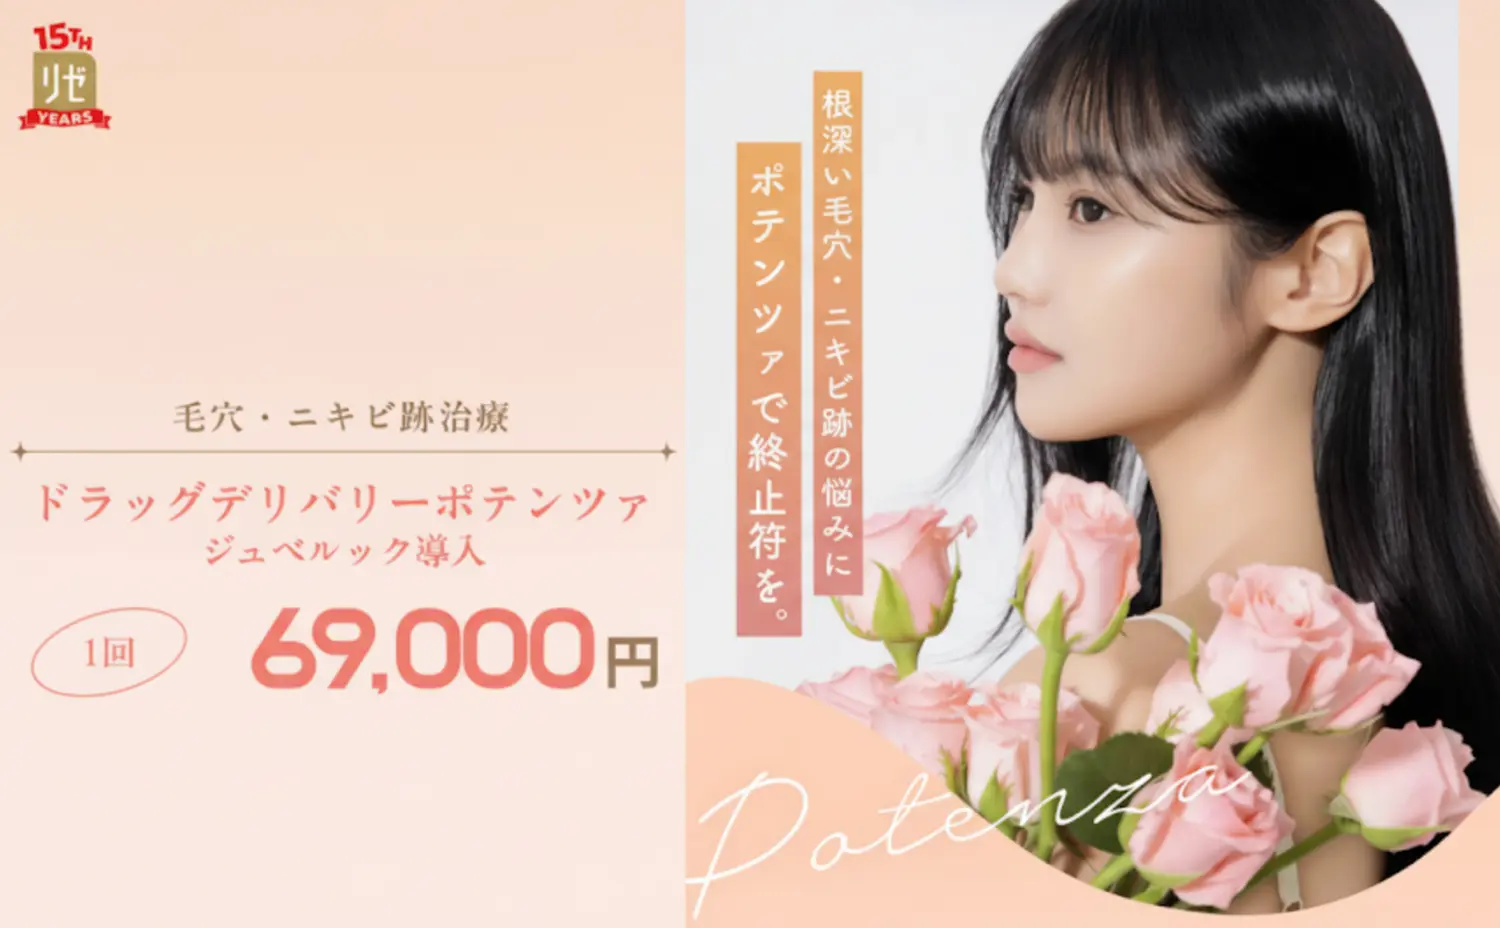 15TH
リゼ
YEARS
毛穴・ニキビ跡治療
ドラッグデリバリーポテンツァ
ジュベルック導入
1回
69,000円
根深い毛穴・ニキビ跡の悩みに
ポテンツァで終止符を。
Potenza